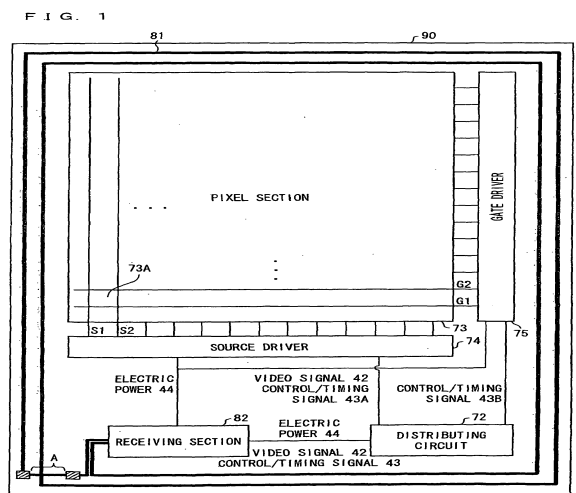 FIG. 1
81
90
PIXEL SECTION
GATE DRIVER
. . .
73A
G2
G1
S1 S2
73
74
75
SOURCE DRIVER
ELECTRIC
POWER 44
VIDEO SIGNAL 42
CONTROL/TIMING
SIGNAL 43A
CONTROL/TIMING
SIGNAL 43B
82
72
RECEIVING SECTION
ELECTRIC
POWER 44
DISTRIBUTING
CIRCUIT
A
VIDEO SIGNAL 42
CONTROL/TIMING SIGNAL 43